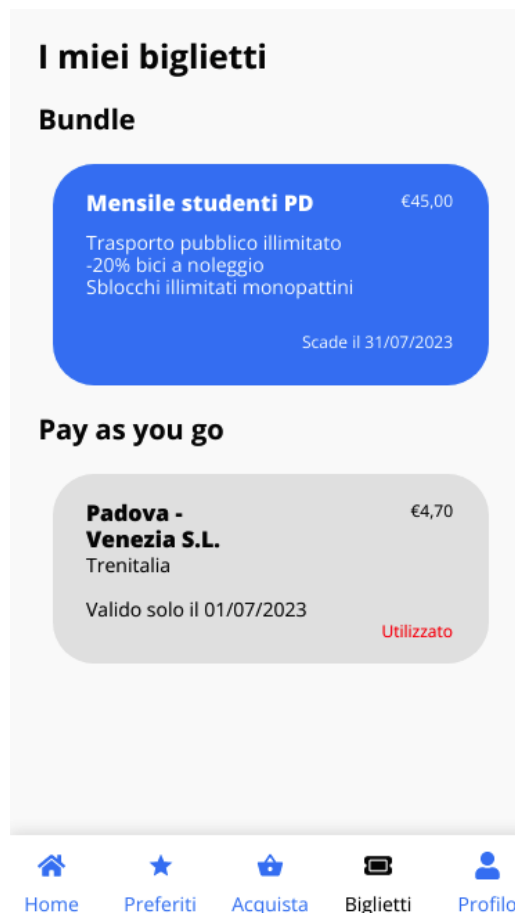 I miei biglietti
Bundle
Mensile studenti PD
€45,00
Trasporto pubblico illimitato
-20% bici a noleggio
Sblocchi illimitati monopattini
Scade il 31/07/2023
Pay as you go
Padova -
€4,70
Venezia S.L.
Trenitalia
Valido solo il 01/07/2023
Utilizzato
Home
Preferiti
Acquista
Biglietti
Profilo